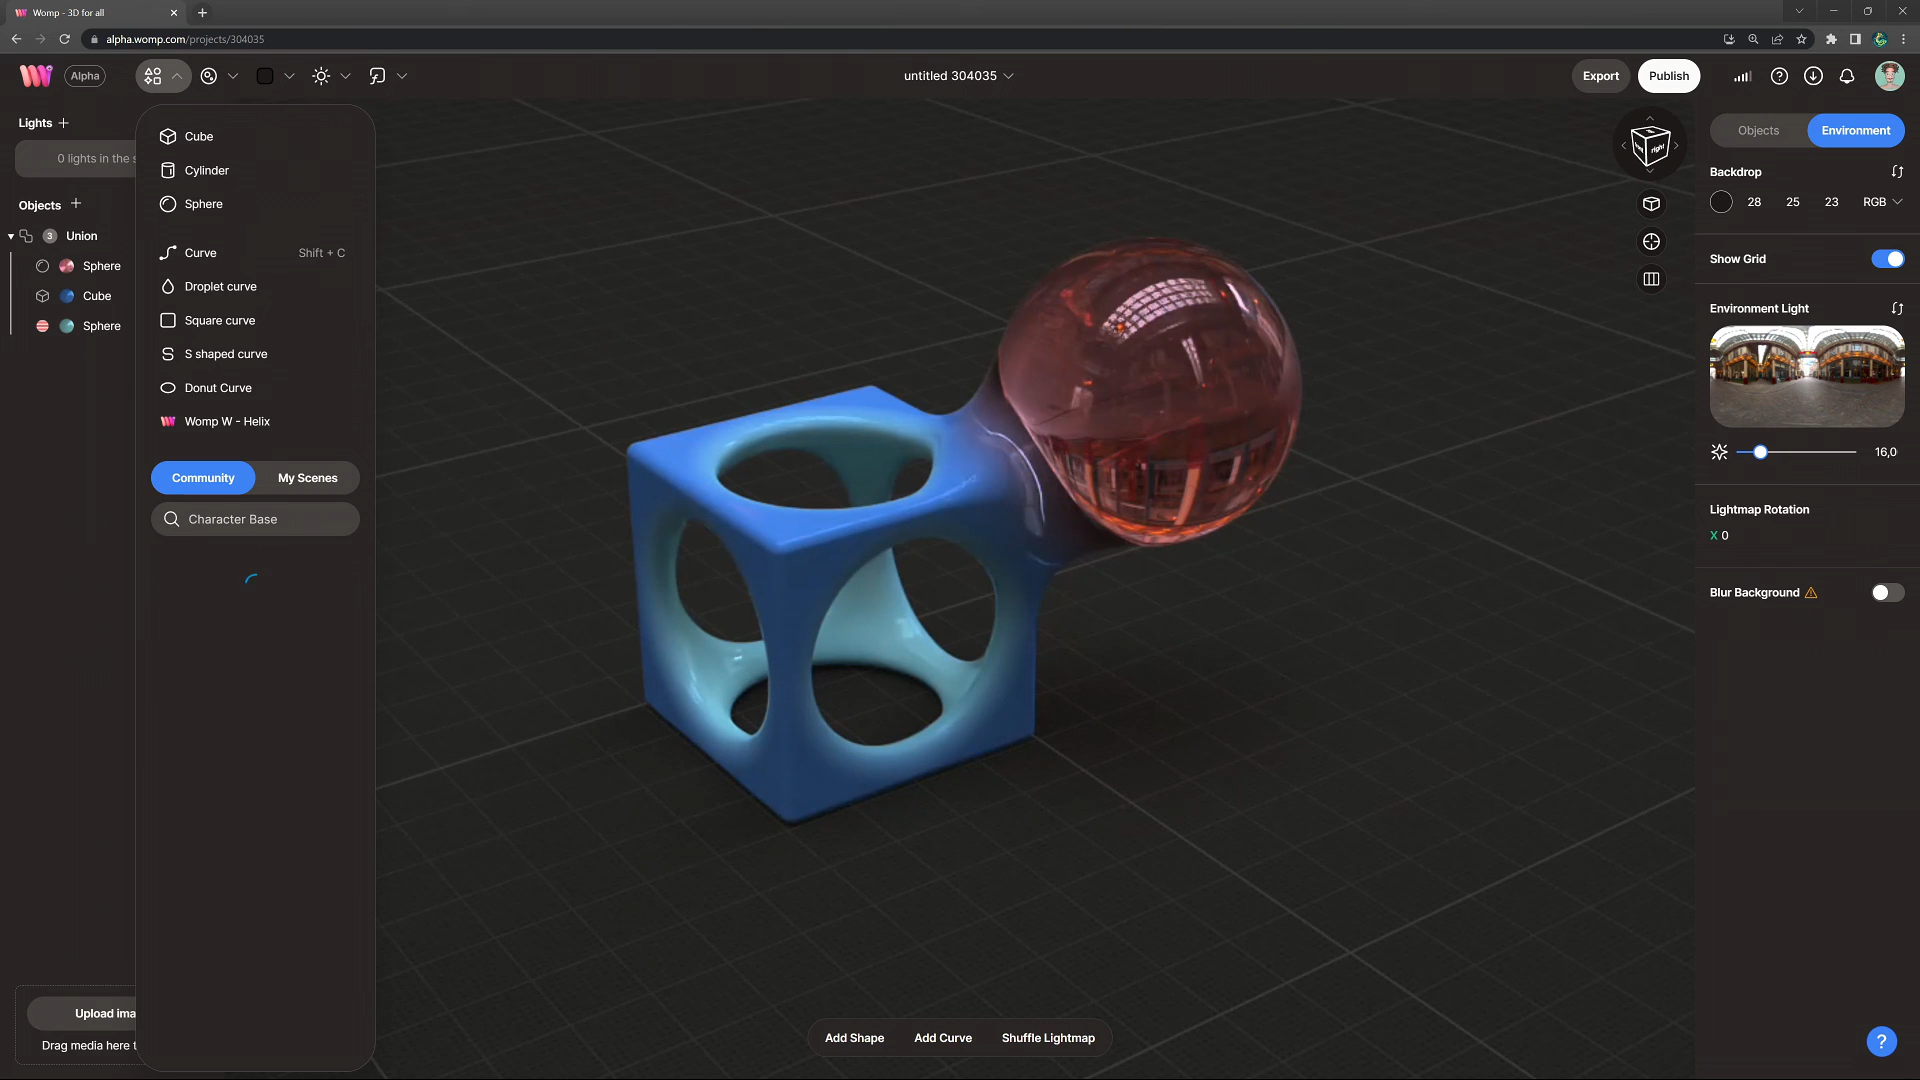 Womp - 3D for all
alpha.womp.com/projects/304035
Alpha
untitled 304035
Export
Publish
Lights
0 lights in the s
Objects
3 Union
Sphere
Cube
Sphere
Upload ima
Drag media here t
Cube
Cylinder
Sphere
Curve Shift + C
Droplet curve
Square curve
S shaped curve
Donut Curve
Womp W - Helix
Community My Scenes
Character Base
right
Objects Environment
Backdrop
28 25 23 RGB
Show Grid
Environment Light
16,0
Lightmap Rotation
X 0
Blur Background
Add Shape Add Curve Shuffle Lightmap
?